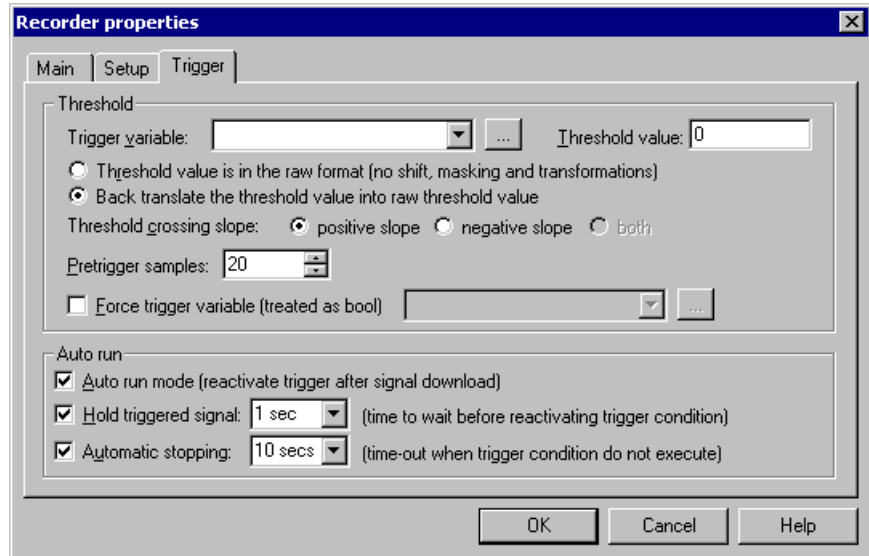 Recorder properties
Main Setup Trigger
Threshold
Trigger variable: ... Threshold value: 0
Threshold value is in the raw format (no shift, masking and transformations)
Back translate the threshold value into raw threshold value
Threshold crossing slope: positive slope negative slope both
Pretrigger samples: 20
Force trigger variable (treated as bool) ...
Auto run
Auto run mode (reactivate trigger after signal download)
Hold triggered signal: 1 sec (time to wait before reactivating trigger condition)
Automatic stopping: 10 secs (time-out when trigger condition do not execute)
OK Cancel Help